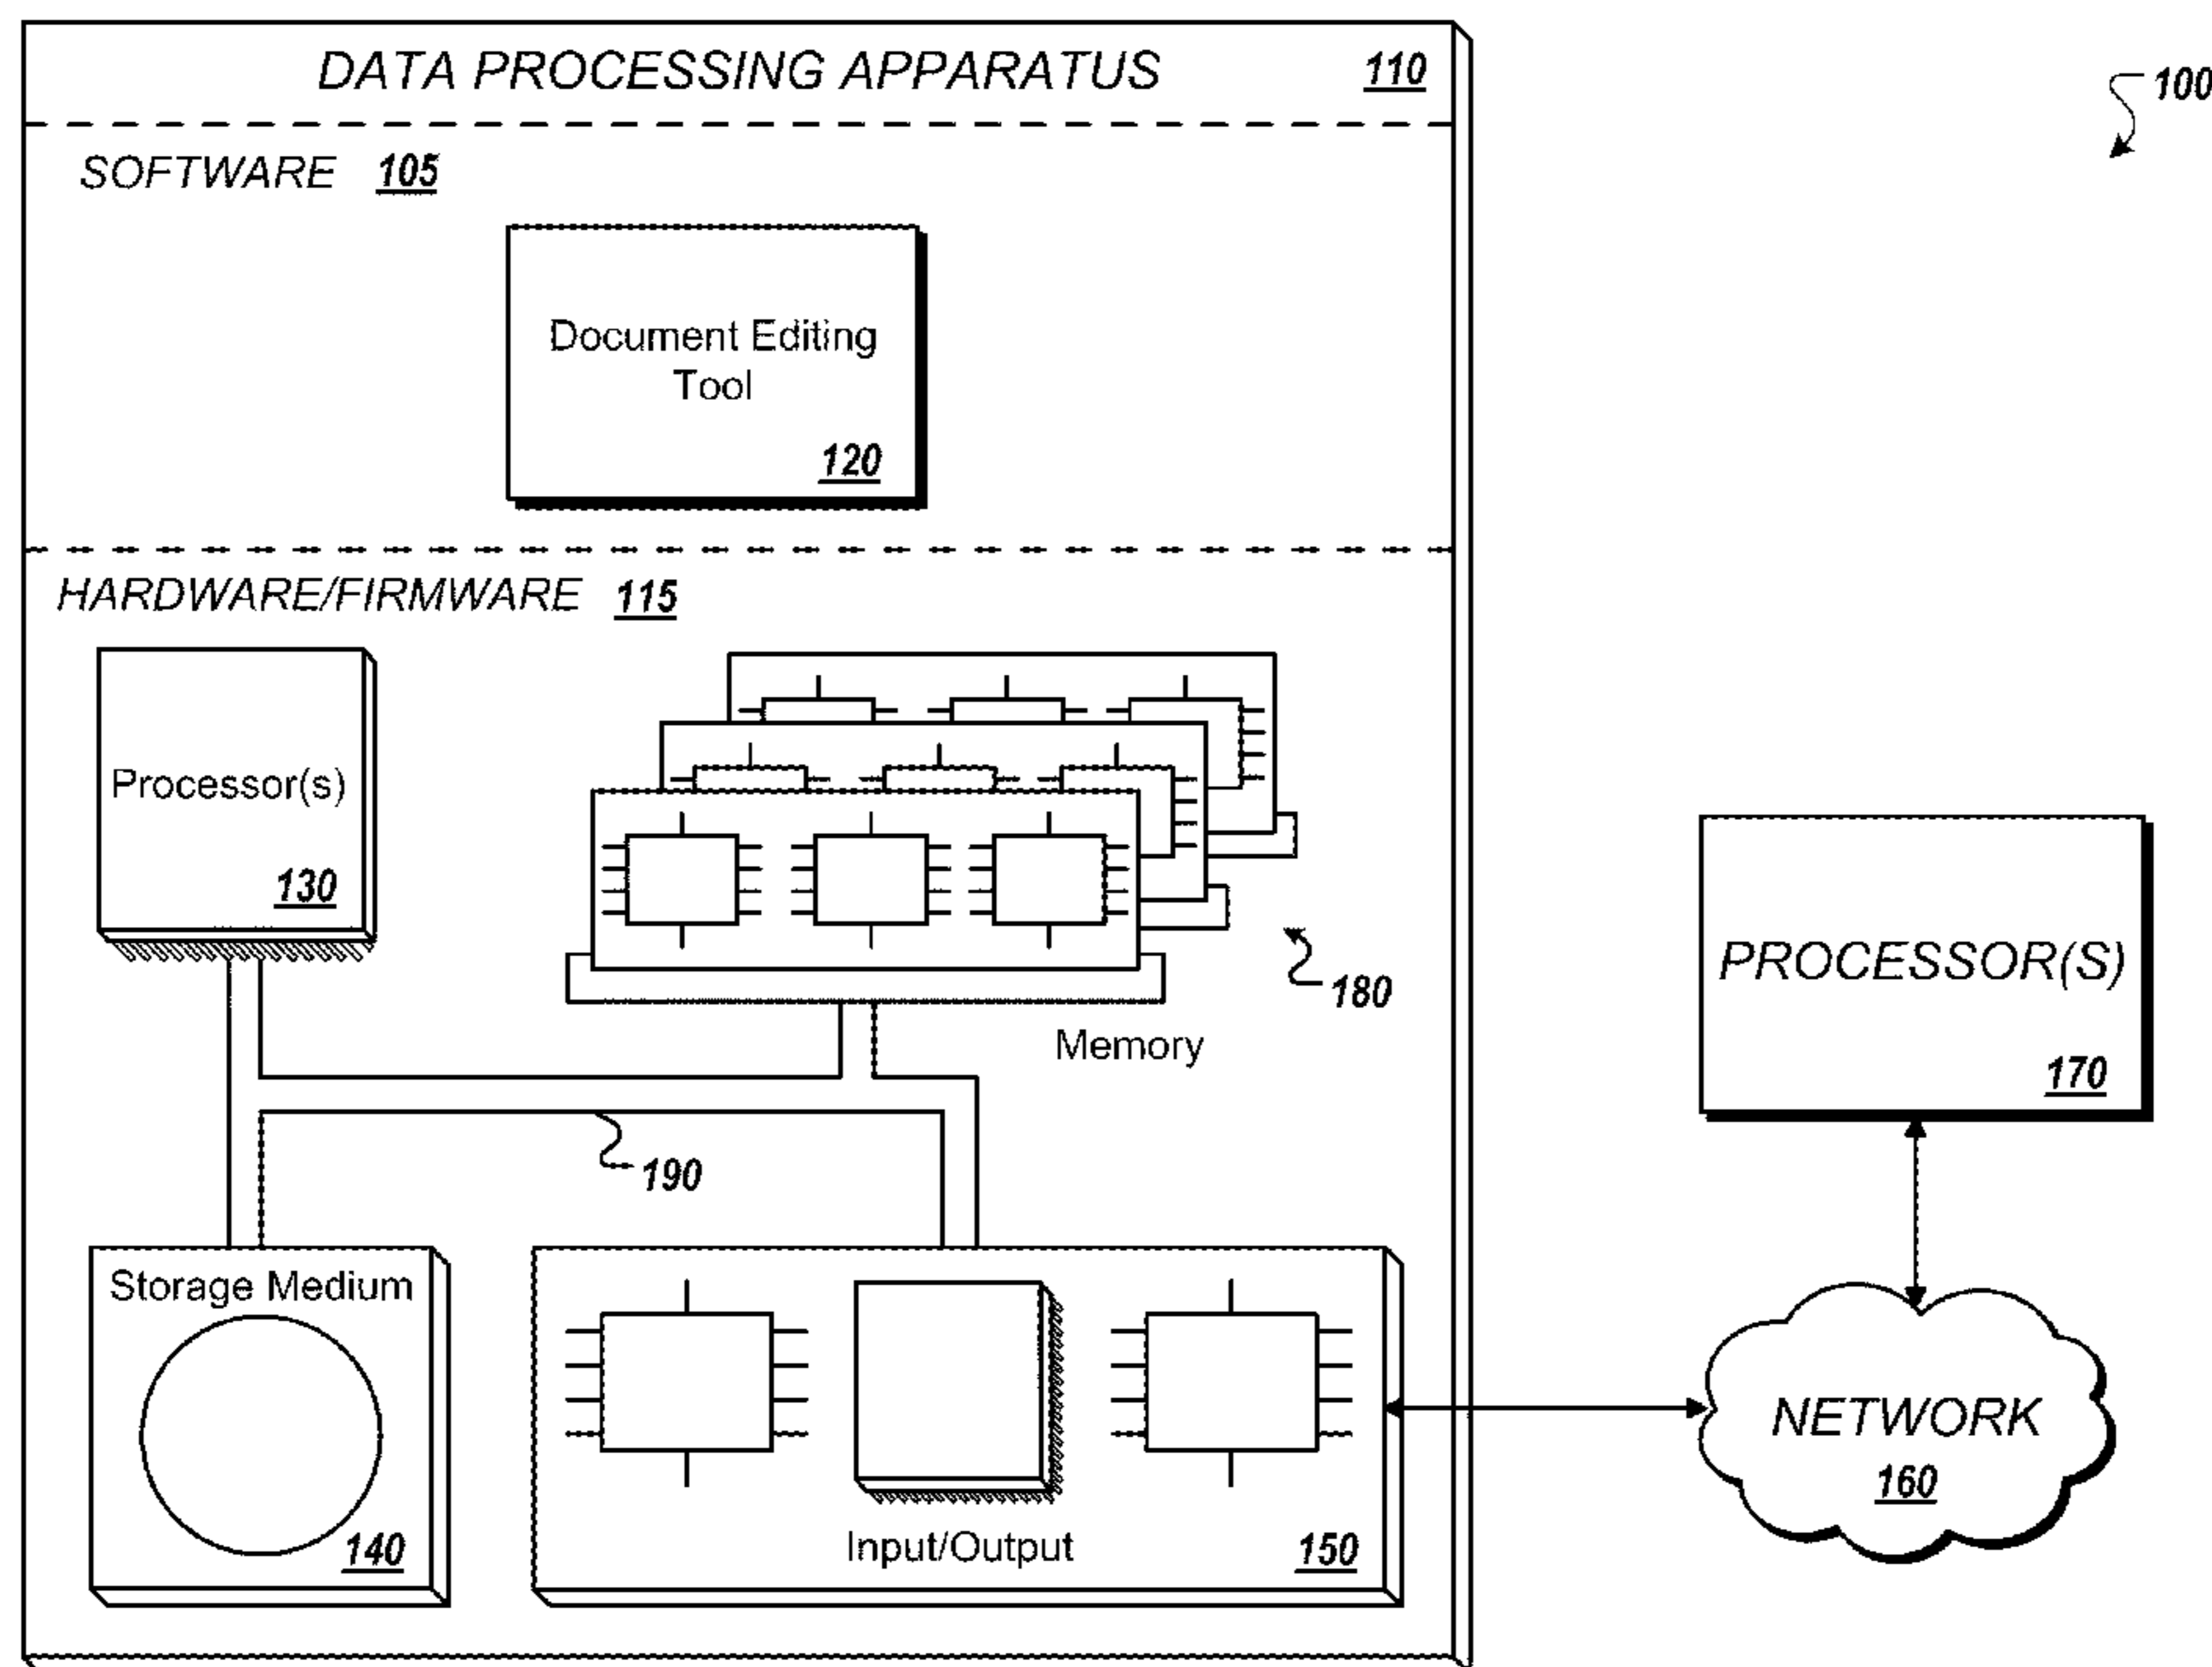 DATA PROCESSING APPARATUS 110
100
SOFTWARE 105
Document Editing
Tool
120
HARDWARE/FIRMWARE 115
Processor(s)
130
180
Memory
PROCESSOR(S)
170
190
Storage Medium
140
Input/Output
150
NETWORK
160